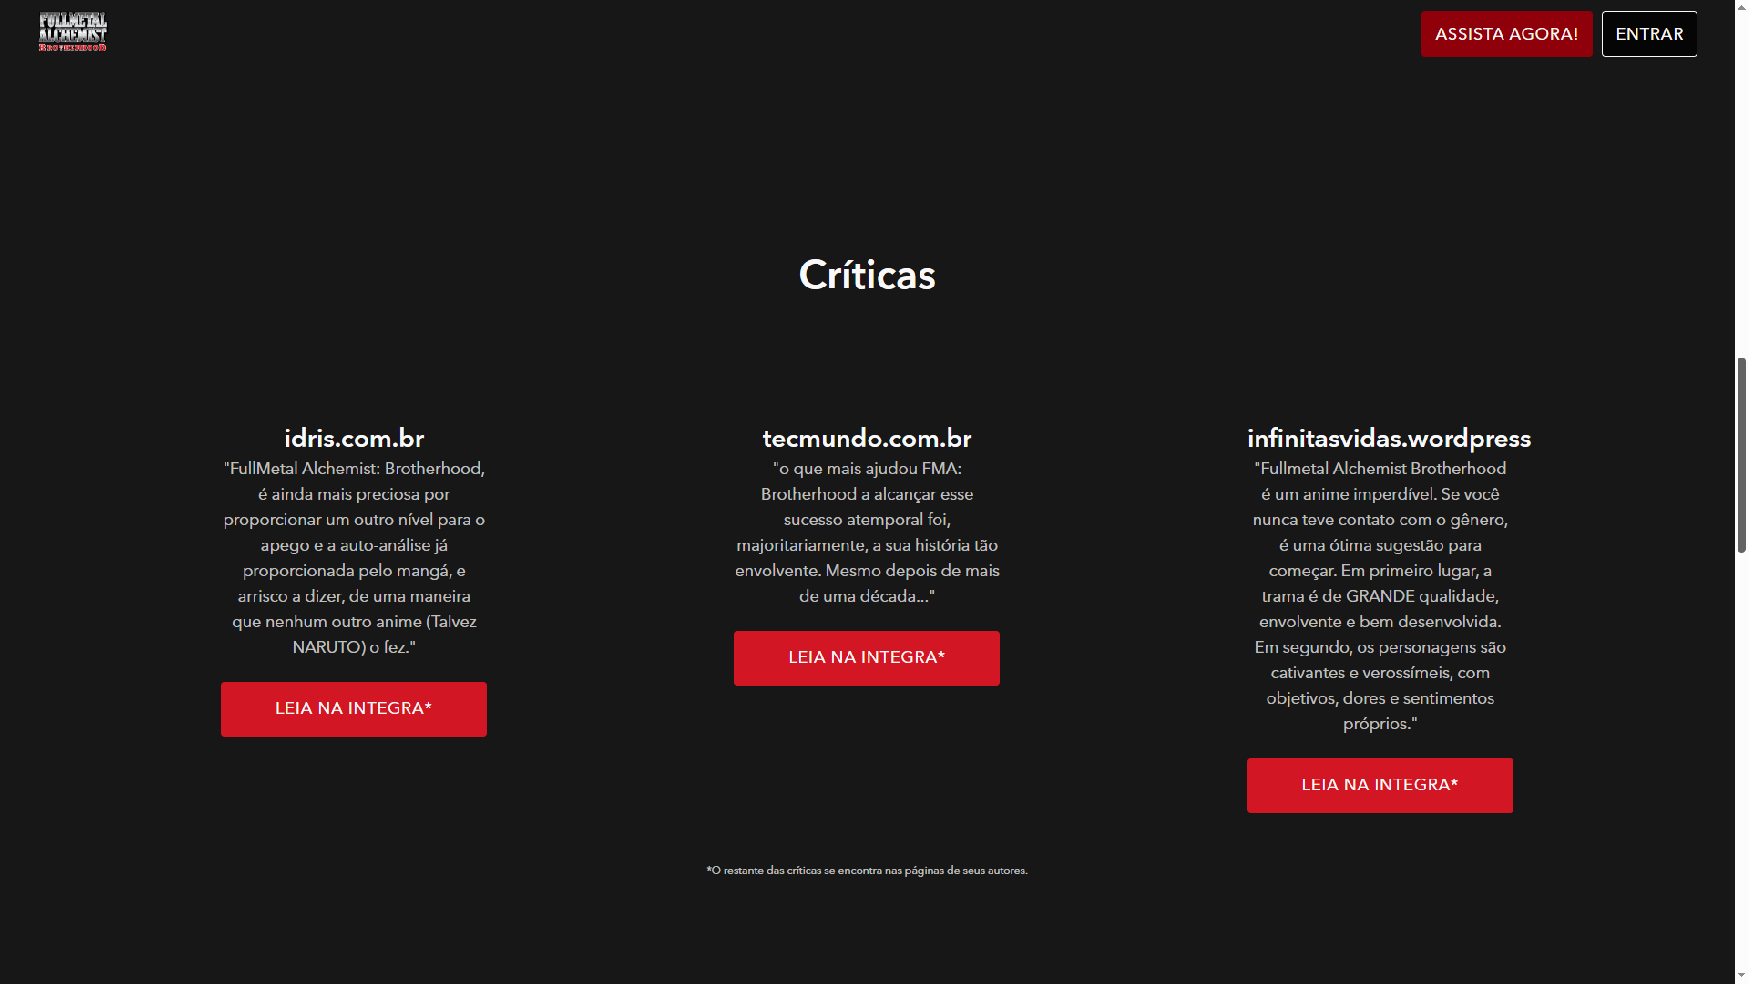 FULLMETAL
ALCHEMIST
BROTHERHOOD
ASSISTA AGORA!
ENTRAR
Críticas
idris.com.br
"FullMetal Alchemist: Brotherhood,
é ainda mais preciosa por
proporcionar um outro nível para o
apego e a auto-análise já
proporcionada pelo mangá, e
arrisco a dizer, de uma maneira
que nenhum outro anime (Talvez
NARUTO) o fez."
LEIA NA INTEGRA*
tecmundo.com.br
"o que mais ajudou FMA:
Brotherhood a alcançar esse
sucesso atemporal foi,
majoritariamente, a sua história tão
envolvente. Mesmo depois de mais
de uma década..."
LEIA NA INTEGRA*
infinitasvidas.wordpress
"Fullmetal Alchemist Brotherhood
é um anime imperdível. Se você
nunca teve contato com o gênero,
é uma ótima sugestão para
começar. Em primeiro lugar, a
trama é de GRANDE qualidade,
envolvente e bem desenvolvida.
Em segundo, os personagens são
cativantes e verossímeis, com
objetivos, dores e sentimentos
próprios."
LEIA NA INTEGRA*
*O restante das críticas se encontra nas páginas de seus autores.